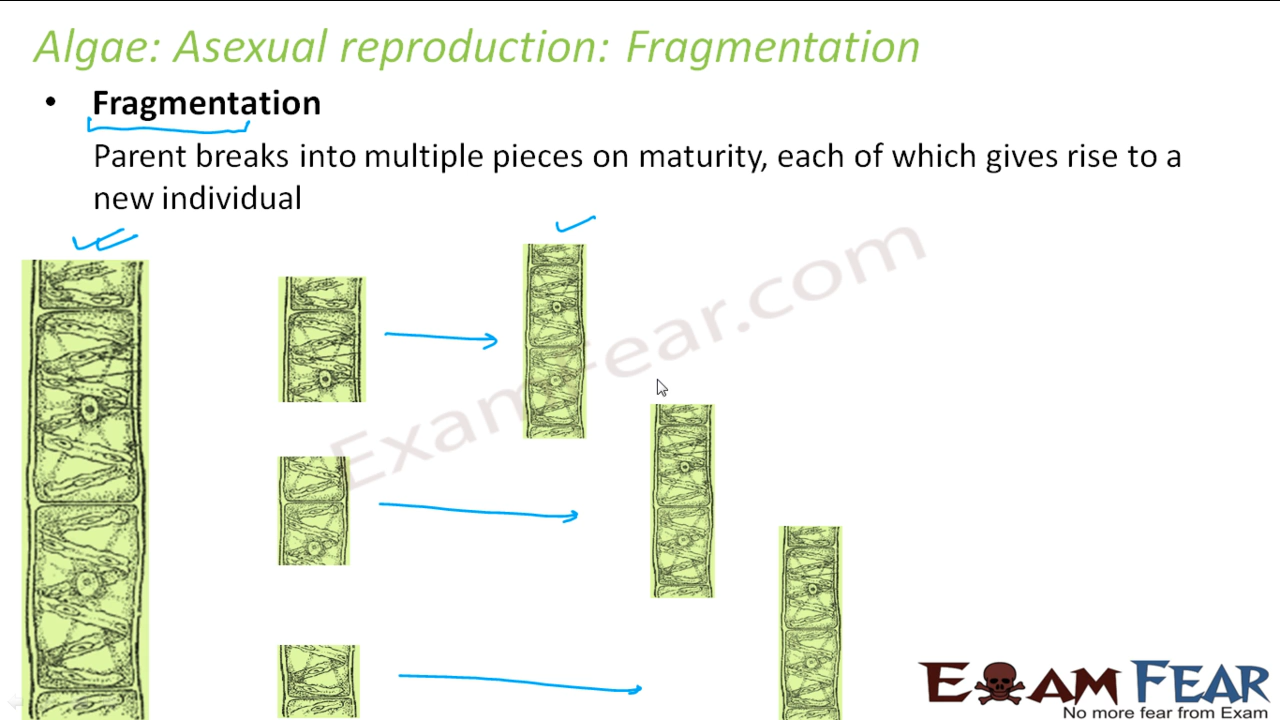 Algae: Asexual reproduction: Fragmentation
• Fragmentation
Parent breaks into multiple pieces on maturity, each of which gives rise to a
new individual
ExamFear.com
EXAM FEAR
No more fear from Exam